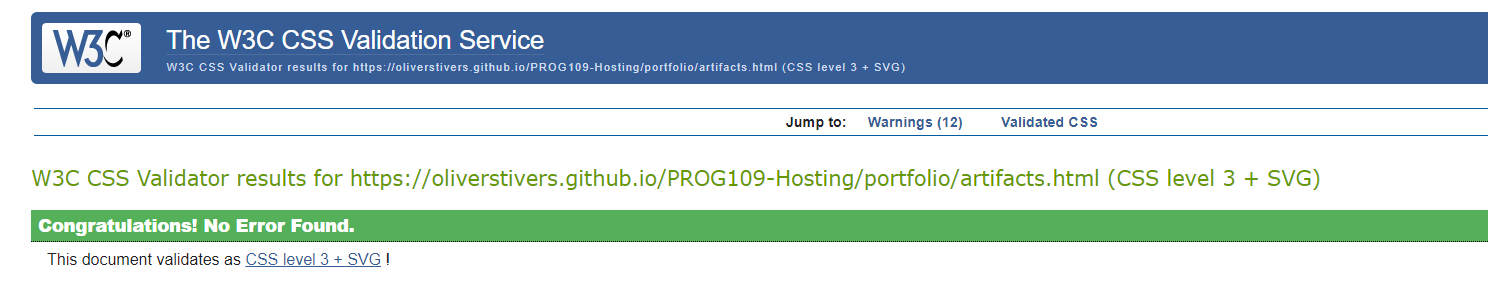 W3C®
The W3C CSS Validation Service
W3C CSS Validator results for https://oliverstivers.github.io/PROG109-Hosting/portfolio/artifacts.html (CSS level 3 + SVG)
Jump to: Warnings (12) Validated CSS
W3C CSS Validator results for https://oliverstivers.github.io/PROG109-Hosting/portfolio/artifacts.html (CSS level 3 + SVG)
Congratulations! No Error Found.
This document validates as CSS level 3 + SVG !